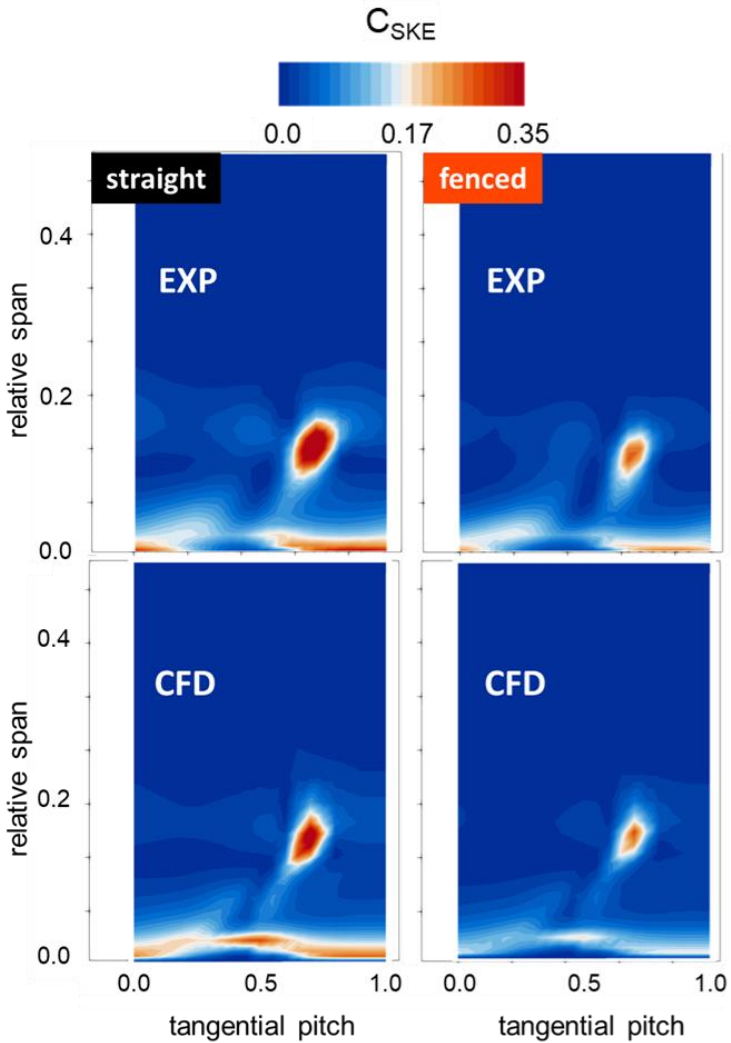 C_SKE
0.0 0.17 0.35
straight fenced
0.4
EXP EXP
relative span
0.2
0.0
0.4
CFD CFD
relative span
0.2
0.0
0.0 0.5 1.0 0.0 0.5 1.0
tangential pitch tangential pitch